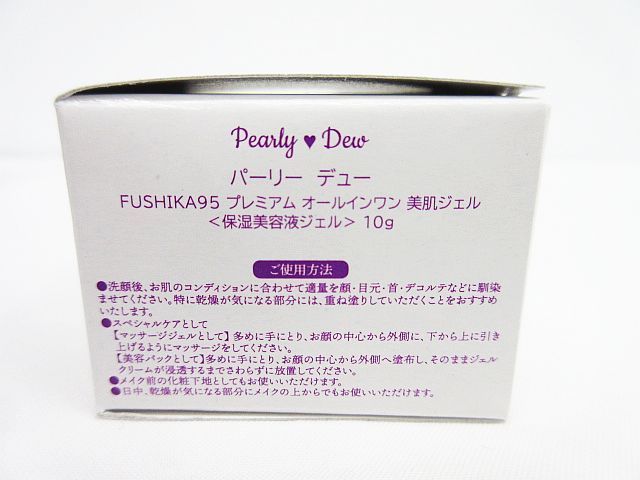 Pearly ♥ Dew
パーリー デュー
FUSHIKA95 プレミアム オールインワン 美肌ジェル
＜保湿美容液ジェル＞ 10g
ご使用方法
●洗顔後、お肌のコンディションに合わせて適量を顔・目元・首・デコルテなどに馴染
ませてください。特に乾燥が気になる部分には、重ね塗りしていただくことをおすすめ
いたします。
●スペシャルケアとして
【マッサージジェルとして】多めに手にとり、お顔の中心から外側に、下から上に引き
上げるようにマッサージをしてください。
【美容パックとして】多めに手にとり、お顔の中心から外側へ塗布し、そのままジェル
クリームが浸透するまでさわらずに放置してください。
●メイク前の化粧下地としてもお使いいただけます。
●日中、乾燥が気になる部分にメイクの上からでもお使いいただけます。